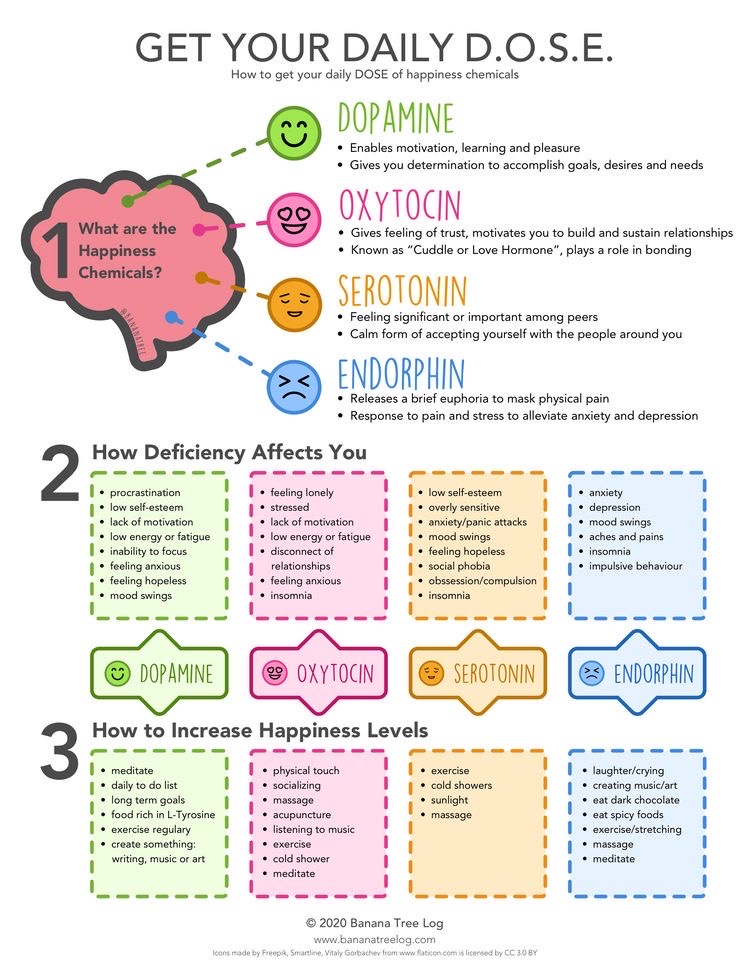 GET YOUR DAILY D.O.S.E.
How to get your daily DOSE of happiness chemicals
1
What are the
Happiness
Chemicals?
@BANANATREE
DOPAMINE
• Enables motivation, learning and pleasure
• Gives you determination to accomplish goals, desires and needs
OXYTOCIN
• Gives feeling of trust, motivates you to build and sustain relationships
• Known as “Cuddle or Love Hormone”, plays a role in bonding
SEROTONIN
• Feeling significant or important among peers
• Calm form of accepting yourself with the people around you
ENDORPHIN
• Releases a brief euphoria to mask physical pain
• Response to pain and stress to alleviate anxiety and depression
2
How Deficiency Affects You
• procrastination
• low self-esteem
• lack of motivation
• low energy or fatigue
• inability to focus
• feeling anxious
• feeling hopeless
• mood swings
• feeling lonely
• stressed
• lack of motivation
• low energy or fatigue
• disconnect of
relationships
• feeling anxious
• insomnia
• low self-esteem
• overly sensitive
• anxiety/panic attacks
• mood swings
• feeling hopeless
• social phobia
• obssession/compulsion
• insomnia
• anxiety
• depression
• mood swings
• aches and pains
• insomnia
• impulsive behaviour
DOPAMINE
OXYTOCIN
SEROTONIN
ENDORPHIN
3
How to Increase Happiness Levels
• meditate
• daily to do list
• long term goals
• food rich in L-Tyrosine
• exercise regulary
• create something:
writing, music or art
• physical touch
• socializing
• massage
• acupuncture
• listening to music
• exercise
• cold shower
• meditate
• exercise
• cold showers
• sunlight
• massage
• laughter/crying
• creating music/art
• eat dark chocolate
• eat spicy foods
• exercise/stretching
• massage
• meditate
© 2020 Banana Tree Log
www.bananatreelog.com
Icons made by Freepik, Smartline, Vitaly Gorbachev from www.flaticon.com is licensed by CC 3.0 BY